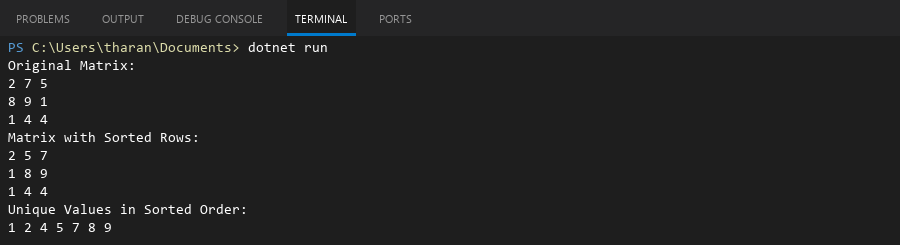 PROBLEMS OUTPUT DEBUG CONSOLE TERMINAL PORTS
PS C:\Users\tharan\Documents> dotnet run
Original Matrix:
2 7 5
8 9 1
1 4 4
Matrix with Sorted Rows:
2 5 7
1 8 9
1 4 4
Unique Values in Sorted Order:
1 2 4 5 7 8 9